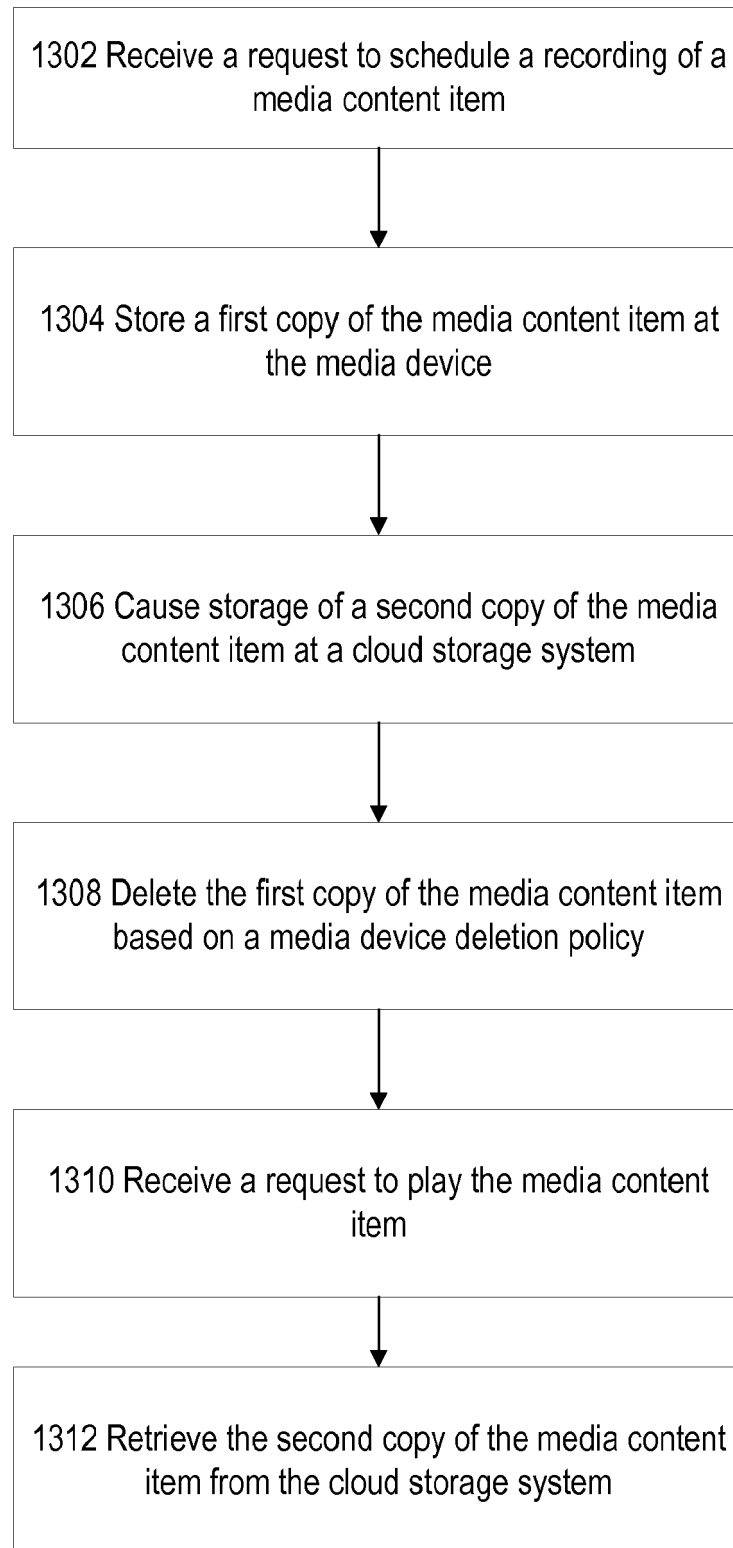 1302 Receive a request to schedule a recording of a
media content item
1304 Store a first copy of the media content item at
the media device
1306 Cause storage of a second copy of the media
content item at a cloud storage system
1308 Delete the first copy of the media content item
based on a media device deletion policy
1310 Receive a request to play the media content
item
1312 Retrieve the second copy of the media content
item from the cloud storage system